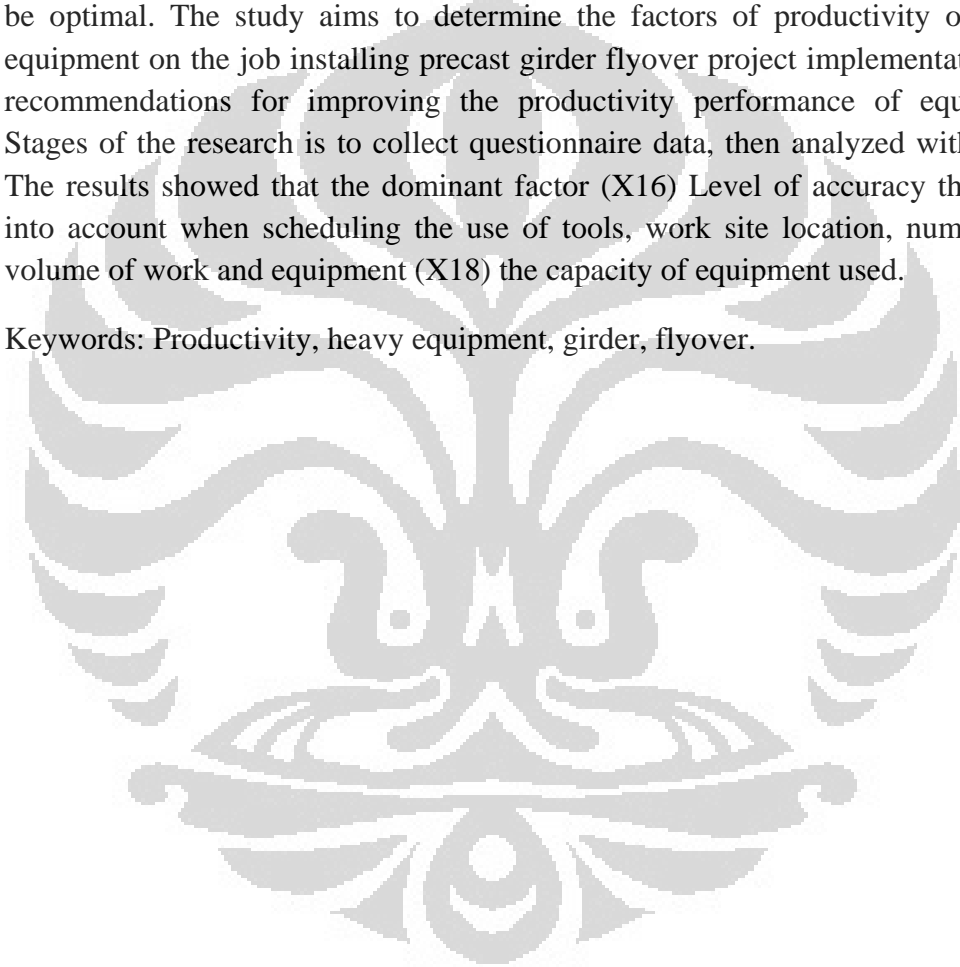 be optimal. The study aims to determine the factors of productivity o
equipment on the job installing precast girder flyover project implementat
recommendations for improving the productivity performance of equ
Stages of the research is to collect questionnaire data, then analyzed wit
The results showed that the dominant factor (X16) Level of accuracy th
into account when scheduling the use of tools, work site location, num
volume of work and equipment (X18) the capacity of equipment used.
Keywords: Productivity, heavy equipment, girder, flyover.